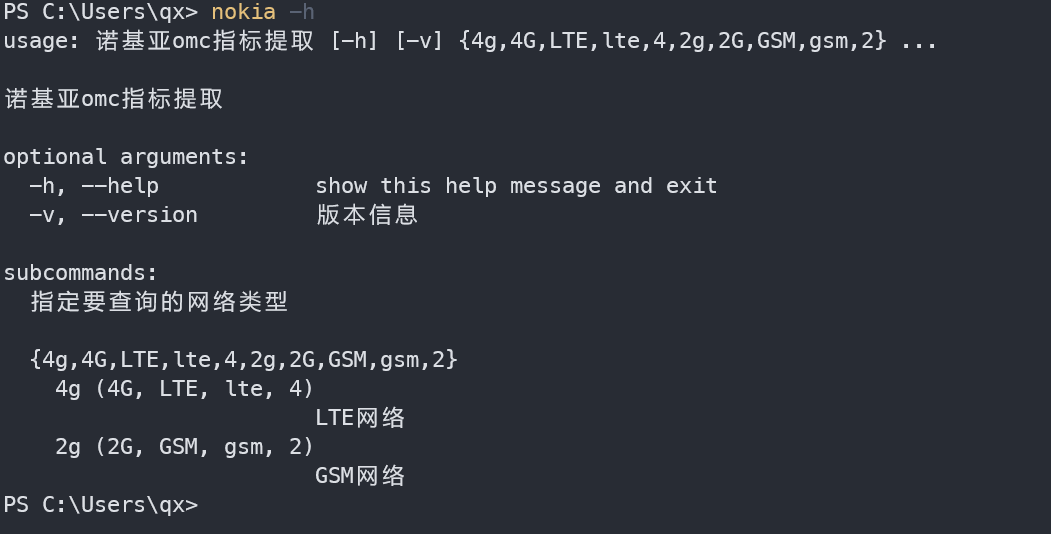 PS C:\Users\qx> nokia -h
usage: 诺基亚omc指标提取 [-h] [-v] {4g,4G,LTE,lte,4,2g,2G,GSM,gsm,2} ...
诺基亚omc指标提取
optional arguments:
-h, --help show this help message and exit
-v, --version 版本信息
subcommands:
指定要查询的网络类型
{4g,4G,LTE,lte,4,2g,2G,GSM,gsm,2}
4g (4G, LTE, lte, 4)
LTE网络
2g (2G, GSM, gsm, 2)
GSM网络
PS C:\Users\qx>